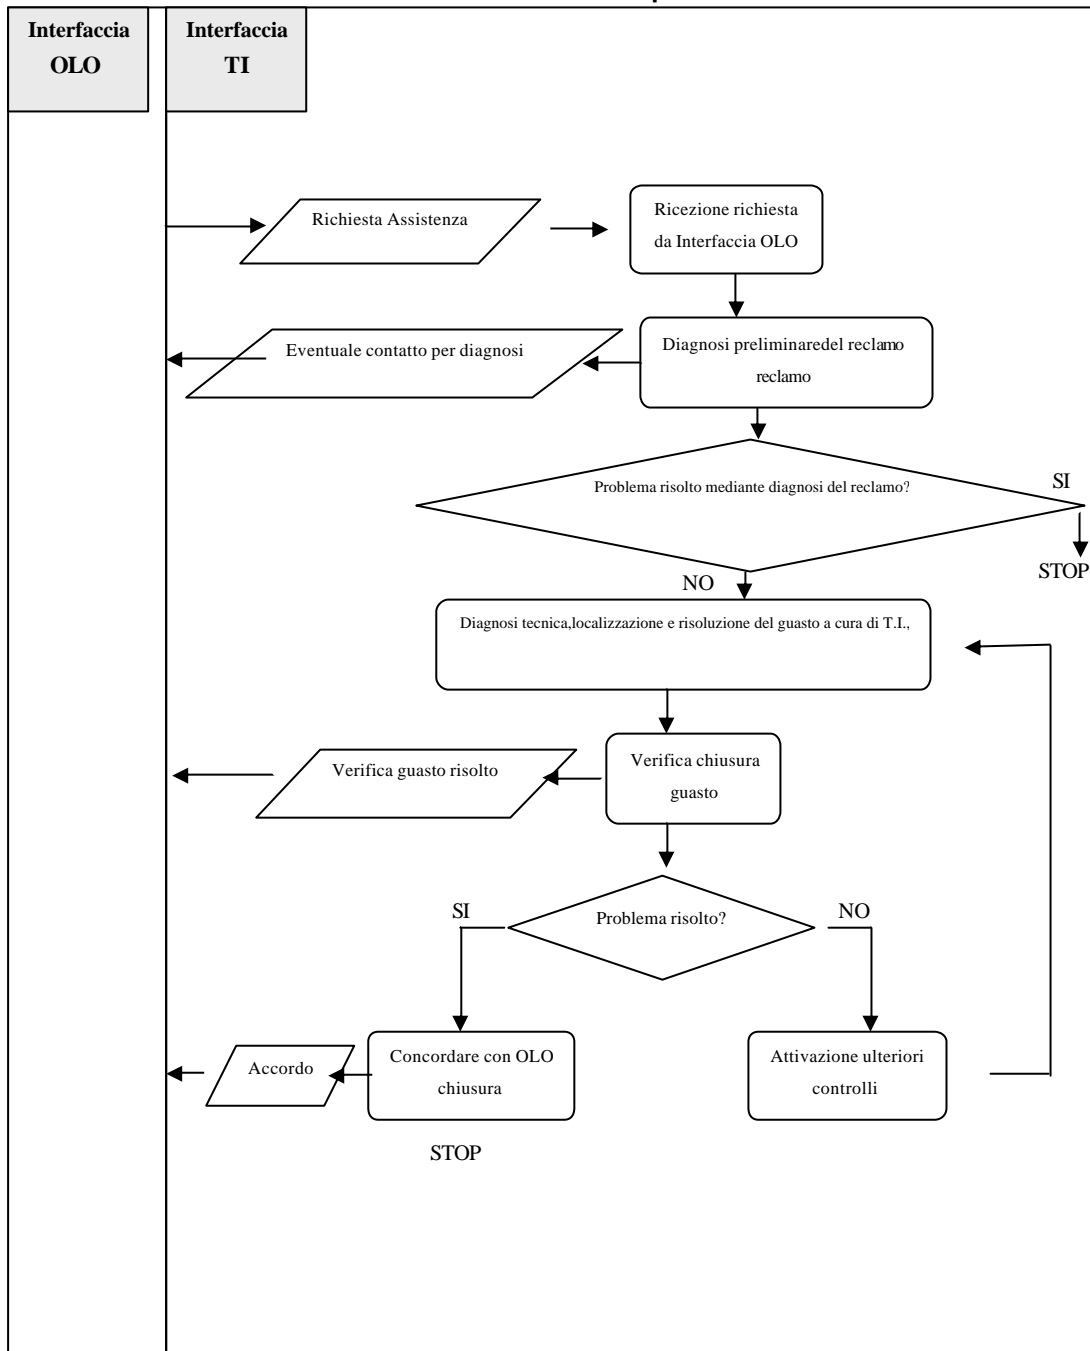 Interfaccia
OLO
Interfaccia
TI
Richiesta Assistenza
Ricezione richiesta
da Interfaccia OLO
Eventuale contatto per diagnosi
Diagnosi preliminaredel reclamo
reclamo
Problema risolto mediante diagnosi del reclamo?
SI
STOP
NO
Diagnosi tecnica,localizzazione e risoluzione del guasto a cura di T.I.,
Verifica guasto risolto
Verifica chiusura
guasto
SI
Problema risolto?
NO
Accordo
Concordare con OLO
chiusura
Attivazione ulteriori
controlli
STOP